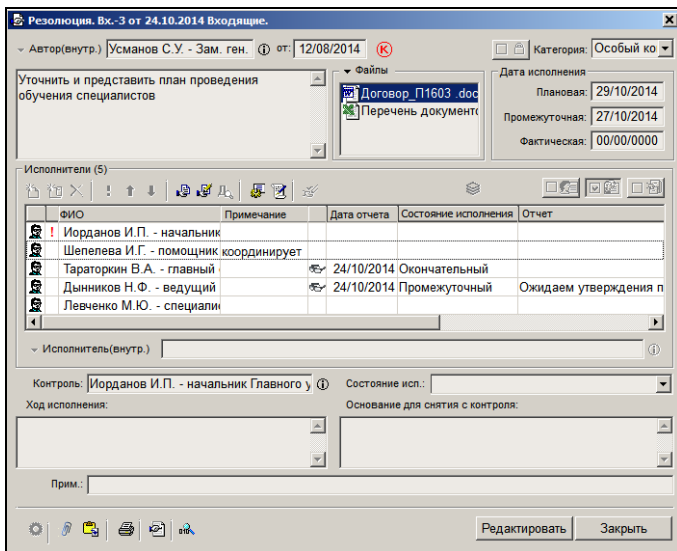 Резолюция. Вх.-3 от 24.10.2014 Входящие.
Автор(внутр.) Усманов С.У. - Зам. ген. от: 12/08/2014 К Категория: Особый ко
Уточнить и представить план проведения
обучения специалистов
Файлы
Договор_П1603 .doc
Перечень документо
Дата исполнения
Плановая: 29/10/2014
Промежуточная: 27/10/2014
Фактическая: 00/00/0000
Исполнители (5)
ФИО Примечание Дата отчета Состояние исполнения Отчет
! Иорданов И.П. - начальник
Шепелева И.Г. - помощник координирует
Тараторкин В.А. - главный 24/10/2014 Окончательный
Дынников Н.Ф. - ведущий 24/10/2014 Промежуточный Ожидаем утверждения п
Левченко М.Ю. - специали
Исполнитель(внутр.)
Контроль: Иорданов И.П. - начальник Главного у Состояние исп.:
Ход исполнения: Основание для снятия с контроля:
Прим.:
Редактировать Закрыть